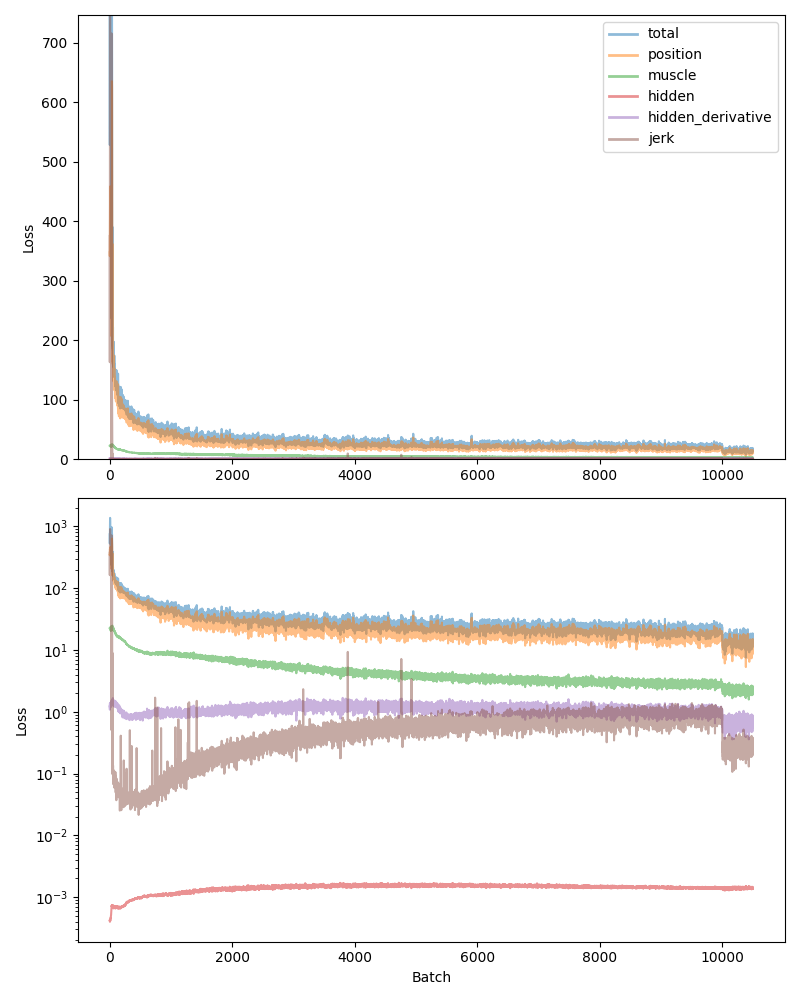 700
600
500
400
300
200
100
0
Loss
0 2000 4000 6000 8000 10000
total
position
muscle
hidden
hidden_derivative
jerk
10³
10²
10¹
10⁰
10⁻¹
10⁻²
10⁻³
Loss
0 2000 4000 6000 8000 10000
Batch